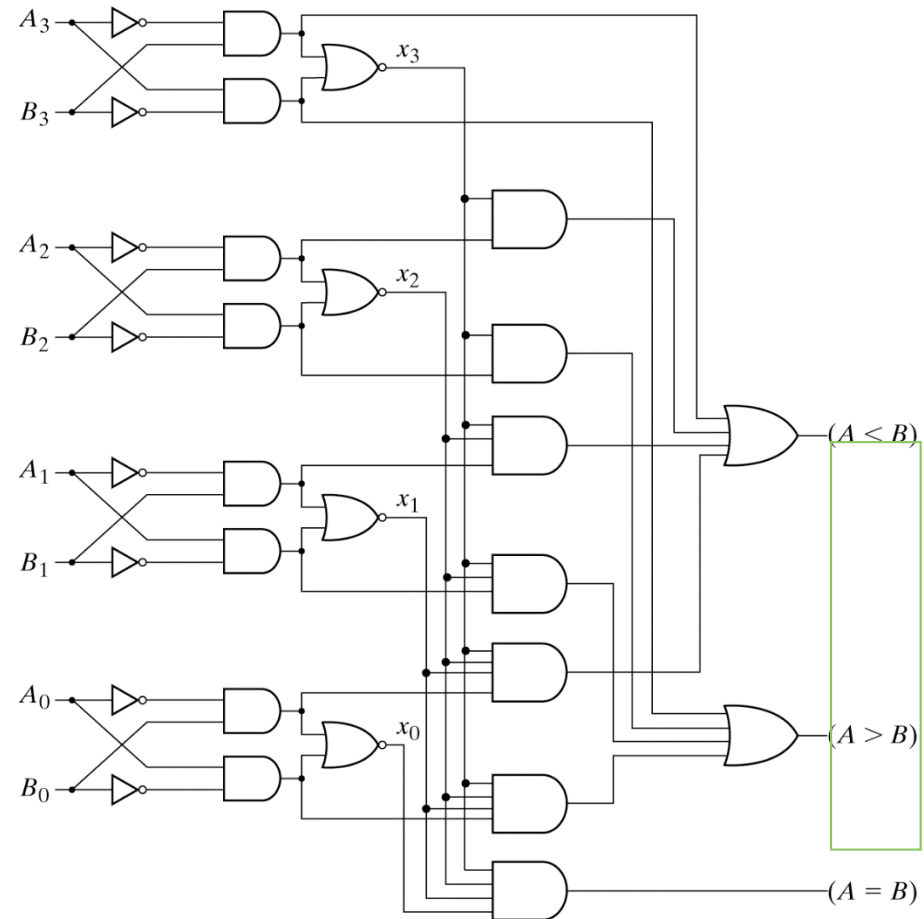 A3
x3
B3
A2
x2
B2
(A < B)
A1
x1
B1
A0
x0
(A > B)
B0
(A = B)